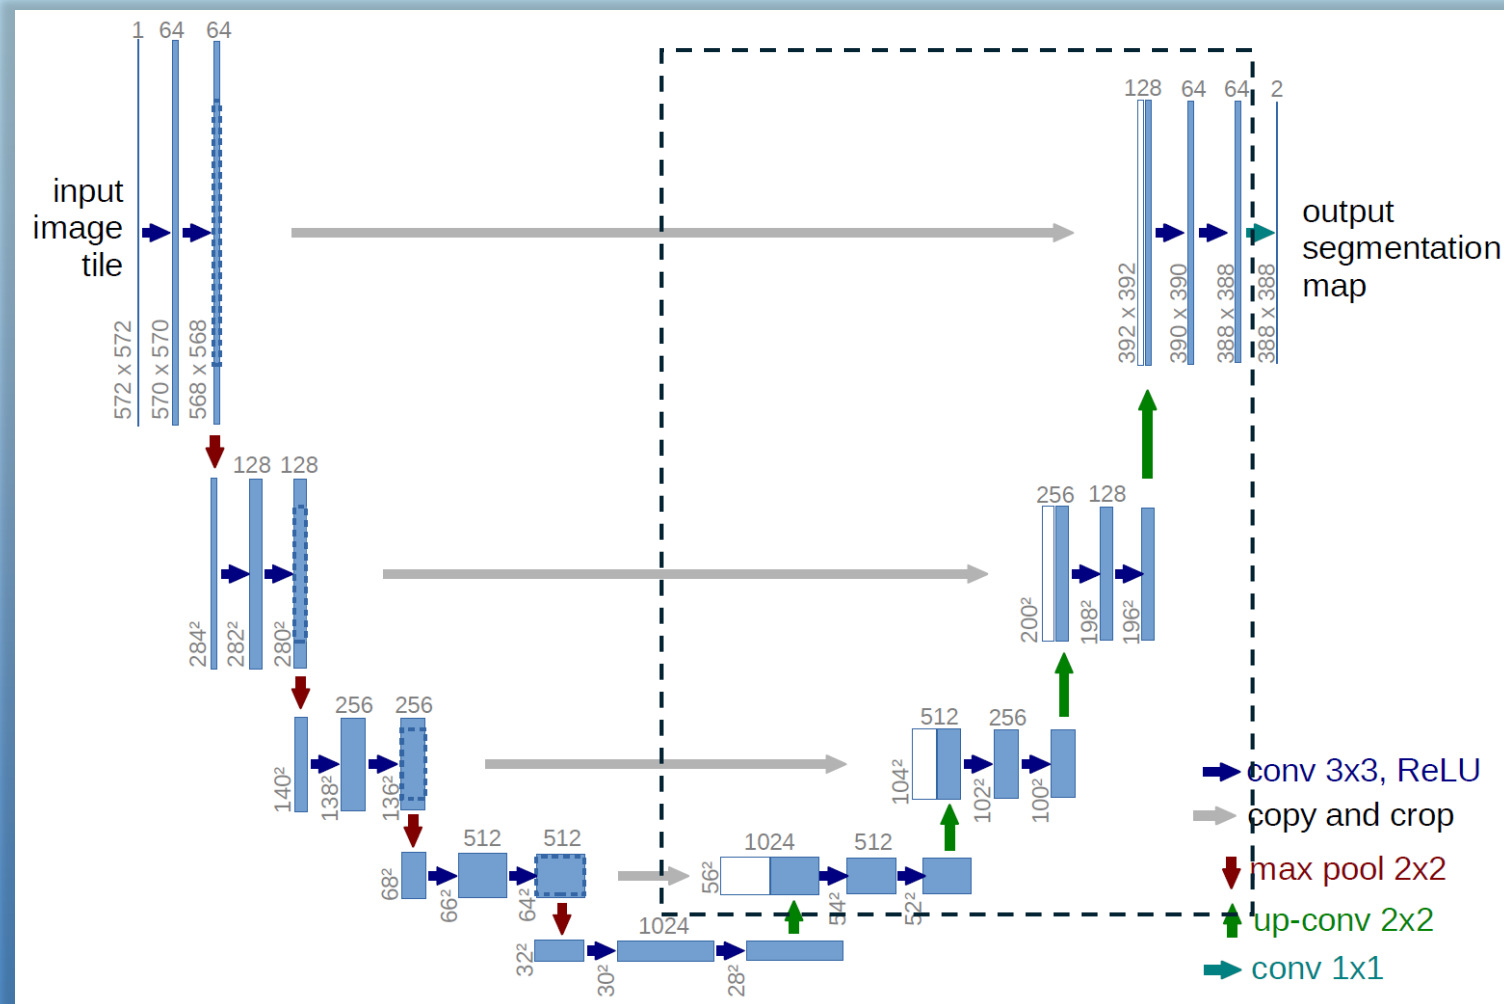 1 64 64
128 64 64 2
input
image
tile
output
segmentation
map
572 x 572
570 x 570
568 x 568
392 x 392
390 x 390
388 x 388
388 x 388
128 128
256 128
284²
282²
280²
200²
198²
196²
256 256
512 256
140²
138²
136²
104²
102²
100²
512 512
1024 512
68²
66²
64²
56²
54²
52²
1024
32²
30²
28²
conv 3x3, ReLU
copy and crop
max pool 2x2
up-conv 2x2
conv 1x1